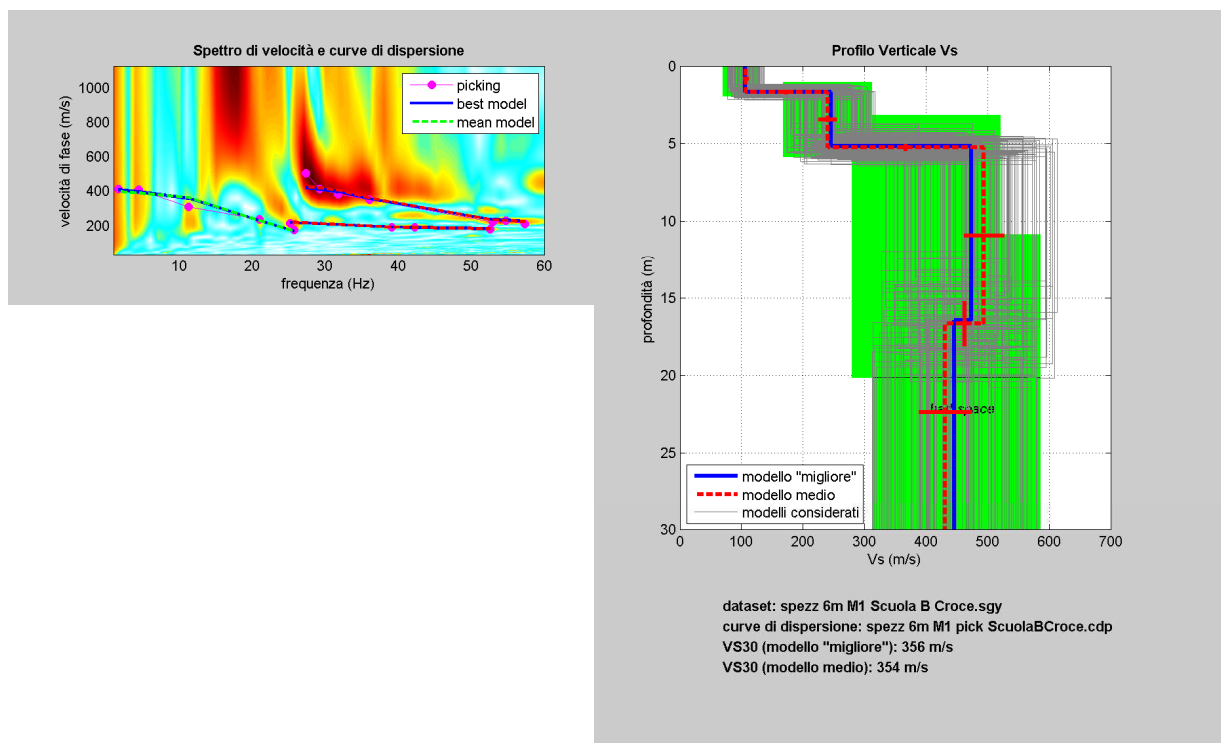 Spettro di velocità e curve di dispersione
velocità di fase (m/s)
1000
800
600
400
200
10
20
30
40
50
60
frequenza (Hz)
picking
best model
mean model
Profilo Verticale Vs
profondità (m)
0
5
10
15
20
25
30
0
100
200
300
400
500
600
700
Vs (m/s)
modello "migliore"
modello medio
modelli considerati
dataset: spezz 6m M1 Scuola B Croce.sgy
curve di dispersione: spezz 6m M1 pick ScuolaBCroce.cdp
VS30 (modello "migliore"): 356 m/s
VS30 (modello medio): 354 m/s